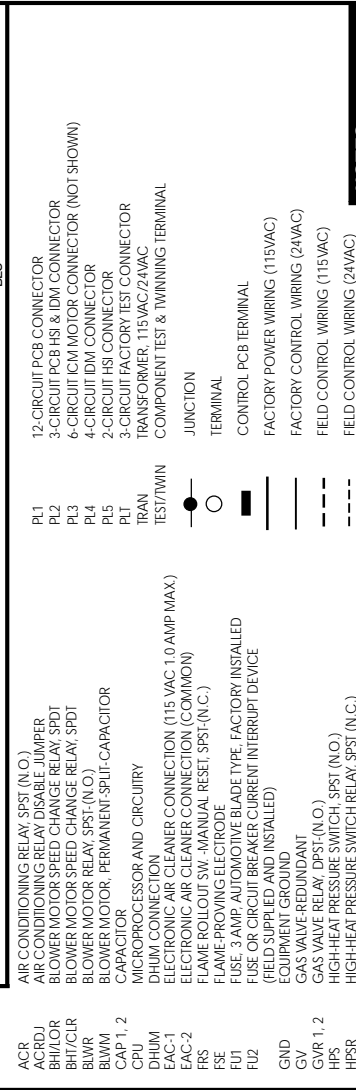 ACR AIR CONDITIONING RELAY, SPST (N.O.)
ACRDJ AIR CONDITIONING RELAY DISABLE JUMPER
BHI/LOR BLOWER MOTOR SPEED CHANGE RELAY, SPDT
BHT/CLR BLOWER MOTOR SPEED CHANGE RELAY, SPDT
BLWR BLOWER MOTOR RELAY, SPST-(N.O.)
BLWM BLOWER MOTOR, PERMANENT-SPLIT-CAPACITOR
CAP 1, 2 CAPACITOR
CPU MICROPROCESSOR AND CIRCUITRY
DHUM DHUM CONNECTION
EAC-1 ELECTRONIC AIR CLEANER CONNECTION (115 VAC 1.0 AMP MAX.)
EAC-2 ELECTRONIC AIR CLEANER CONNECTION (COMMON)
FRS FLAME ROLLOUT SW. -MANUAL RESET, SPST-(N.C.)
FSE FLAME-PROVING ELECTRODE
FU1 FUSE, 3 AMP, AUTOMOTIVE BLADE TYPE, FACTORY INSTALLED
FU2 FUSE OR CIRCUIT BREAKER CURRENT INTERRUPT DEVICE
(FIELD SUPPLIED AND INSTALLED)
GND EQUIPMENT GROUND
GV GAS VALVE-REDUNDANT
GVR 1, 2 GAS VALVE RELAY, DPST-(N.O.)
HPS HIGH-HEAT PRESSURE SWITCH, SPST (N.O.)
HPSR HIGH-HEAT PRESSURE SWITCH RELAY, SPST (N.C.)
PL1 12-CIRCUIT PCB CONNECTOR
PL2 3-CIRCUIT PCB HSI & IDM CONNECTOR
PL3 6-CIRCUIT ICM MOTOR CONNECTOR (NOT SHOWN)
PL4 4-CIRCUIT IDM CONNECTOR
PL5 2-CIRCUIT HSI CONNECTOR
PLT 3-CIRCUIT FACTORY TEST CONNECTOR
TRAN TRANSFORMER, 115VAC/24VAC
TEST/TWIN COMPONENT TEST & TWINNING TERMINAL
JUNCTION
TERMINAL
CONTROL PCB TERMINAL
FACTORY POWER WIRING (115VAC)
FACTORY CONTROL WIRING (24VAC)
FIELD CONTROL WIRING (115VAC)
FIELD CONTROL WIRING (24VAC)